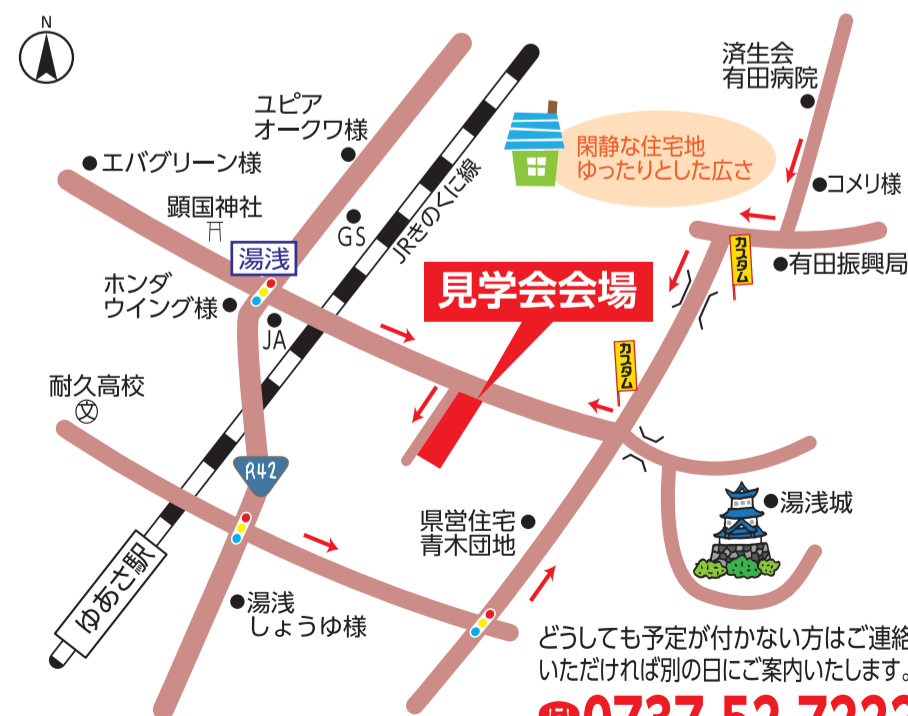 N
済生会
有田病院
ユピア
オークワ様
エバグリーン様
閑静な住宅地
ゆったりとした広さ
コメリ様
顕国神社
GS
JRきのくに線
湯浅
カスタム
有田振興局
ホンダ
ウイング様
見学会会場
JA
カスタム
耐久高校
文
R42
湯浅城
県営住宅
青木団地
ゆあさ駅
湯浅
しょうゆ様
どうしても予定が付かない方はご連絡
いただければ別の日にご案内いたします。